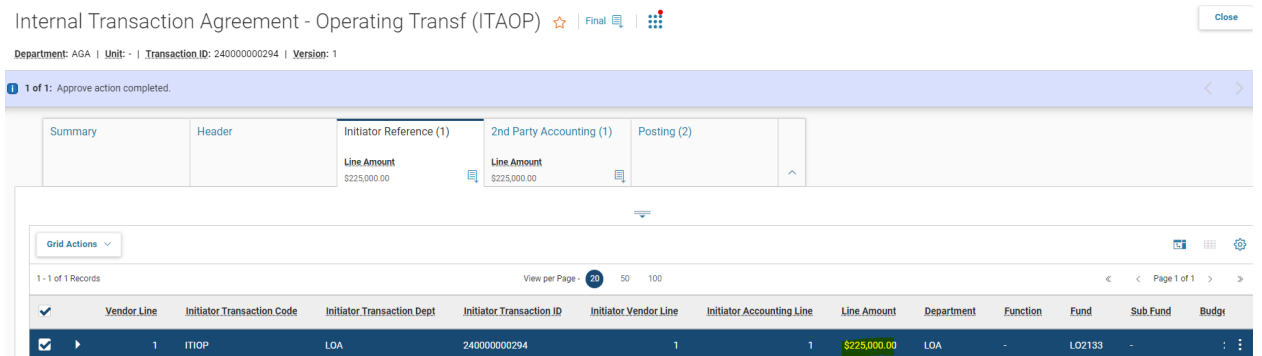 Internal Transaction Agreement - Operating Transf (ITAOP) Final Close
Department: AGA | Unit: - | Transaction ID: 240000000294 | Version: 1
1 of 1: Approve action completed.
Summary Header Initiator Reference (1) 2nd Party Accounting (1) Posting (2)
Line Amount Line Amount
$225,000.00 $225,000.00
Grid Actions
1 - 1 of 1 Records View per Page - 20 50 100 Page 1 of 1
Vendor Line Initiator Transaction Code Initiator Transaction Dept Initiator Transaction ID Initiator Vendor Line Initiator Accounting Line Line Amount Department Function Fund Sub Fund
1 ITIOP LOA 240000000294 1 1 $225,000.00 LOA - LO2133 -